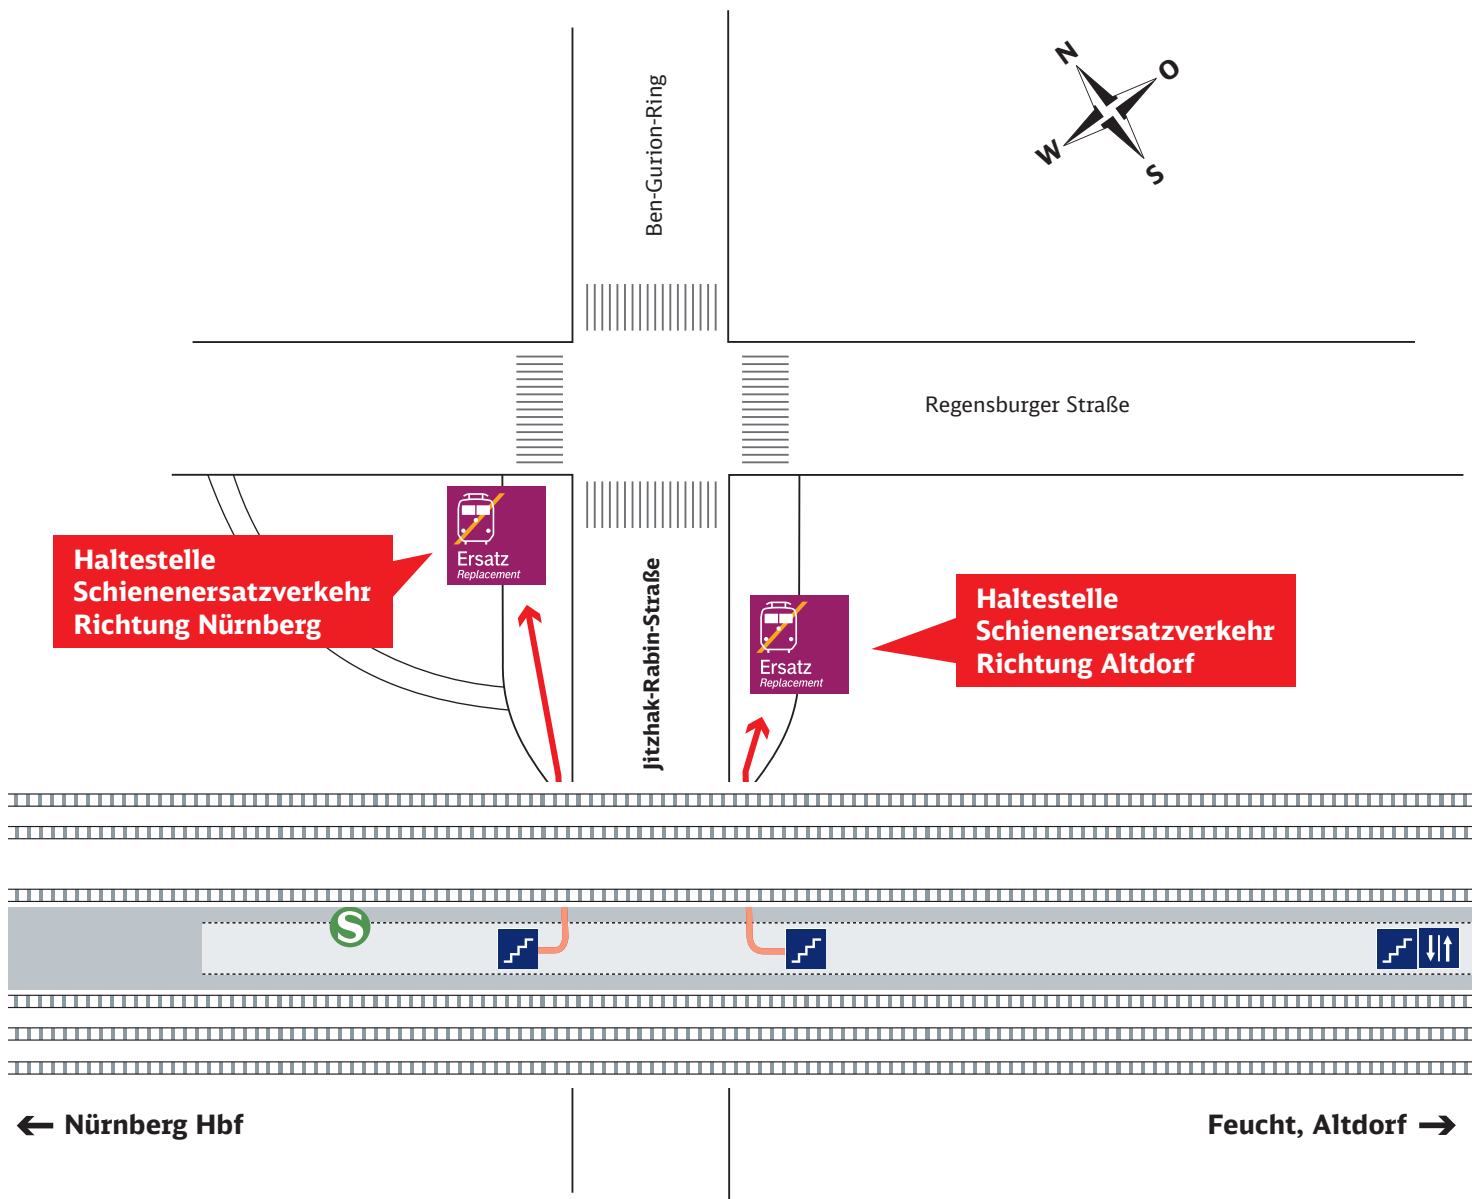 N
O
W
S
Ben-Gurion-Ring
Regensburger Straße
Ersatz
Replacement
Haltestelle
Schienenersatzverkehr
Richtung Nürnberg
Jitzhak-Rabin-Straße
Ersatz
Replacement
Haltestelle
Schienenersatzverkehr
Richtung Altdorf
S
← Nürnberg Hbf
Feucht, Altdorf →